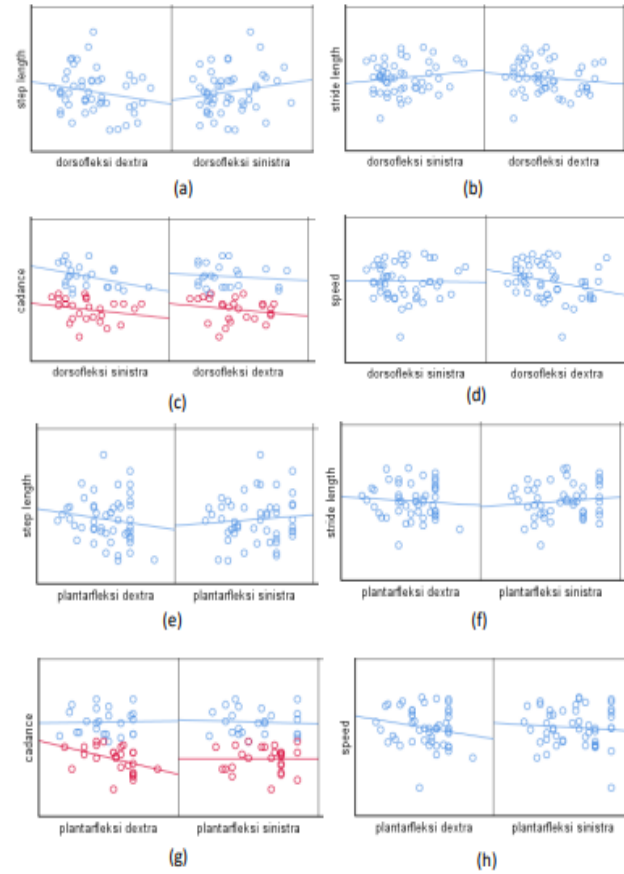 step length
dorsofleksi dextra
dorsofleksi sinistra
(a)
stride length
dorsofleksi sinistra
dorsofleksi dextra
(b)
cadance
dorsofleksi sinistra
dorsofleksi dextra
(c)
speed
dorsofleksi sinistra
dorsofleksi dextra
(d)
step length
plantarfleksi dextra
plantarfleksi sinistra
(e)
stride length
plantarfleksi dextra
plantarfleksi sinistra
(f)
cadance
plantarfleksi dextra
plantarfleksi sinistra
(g)
speed
plantarfleksi dextra
plantarfleksi sinistra
(h)